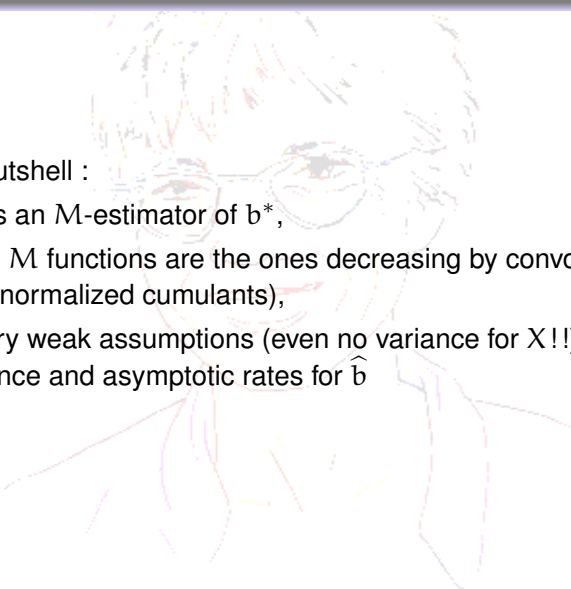 utshell :
s an M-estimator of b*,
M functions are the ones decreasing by convo
normalized cumulants),
ry weak assumptions (even no variance for X!!)
nce and asymptotic rates for b̂